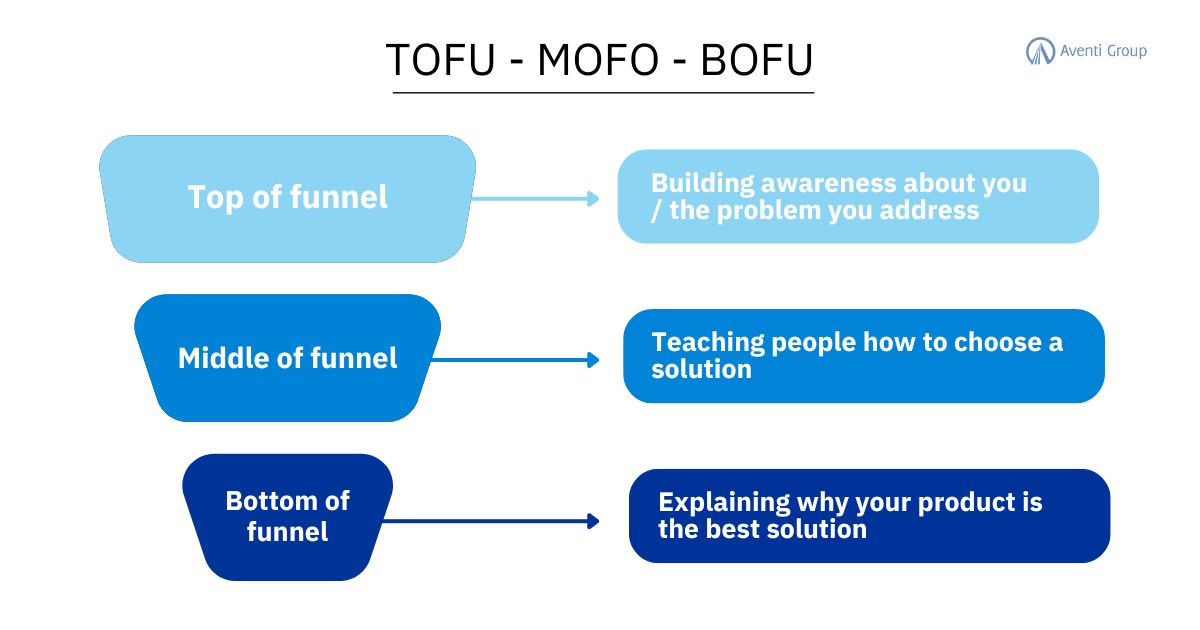 TOFU - MOFO - BOFU
Aventi Group
Top of funnel
Building awareness about you
/ the problem you address
Middle of funnel
Teaching people how to choose a
solution
Bottom of
funnel
Explaining why your product is
the best solution